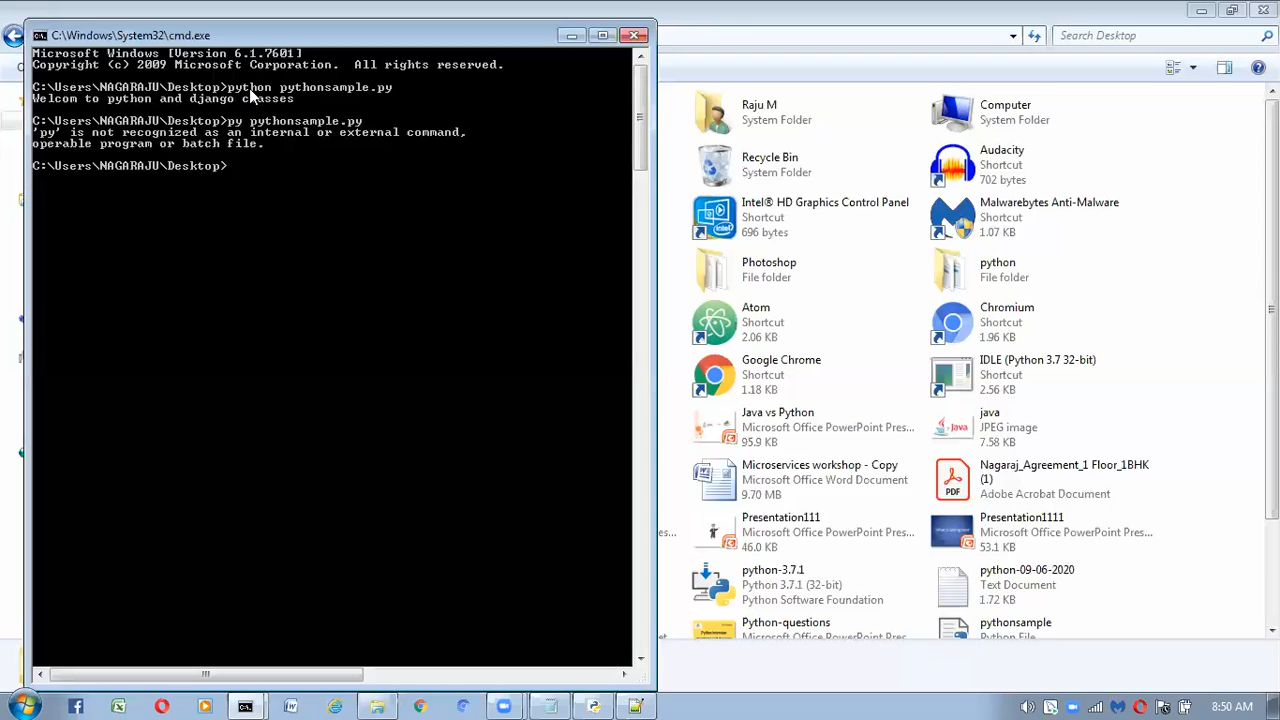 C:\Windows\System32\cmd.exe
Microsoft Windows [Version 6.1.7601]
Copyright (c) 2009 Microsoft Corporation.  All rights reserved.
C:\Users\NAGARAJU\Desktop>python pythonsample.py
Welcom to python and django classes
C:\Users\NAGARAJU\Desktop>py pythonsample.py
'py' is not recognized as an internal or external command,
operable program or batch file.
C:\Users\NAGARAJU\Desktop>
Search Desktop
Raju M
System Folder
Computer
System Folder
Recycle Bin
System Folder
Audacity
Shortcut
702 bytes
Intel® HD Graphics Control Panel
Shortcut
696 bytes
Malwarebytes Anti-Malware
Shortcut
1.07 KB
Photoshop
File folder
python
File folder
Atom
Shortcut
2.06 KB
Chromium
Shortcut
1.96 KB
Google Chrome
Shortcut
1.18 KB
IDLE (Python 3.7 32-bit)
Shortcut
2.56 KB
Java vs Python
Microsoft Office PowerPoint Pres...
95.9 KB
java
JPEG image
7.58 KB
Microservices workshop - Copy
Microsoft Office Word Document
9.70 MB
Nagaraj_Agreement_1 Floor_1BHK
(1)
Adobe Acrobat Document
Presentation111
Microsoft Office PowerPoint Pres...
46.0 KB
Presentation1111
Microsoft Office PowerPoint Pres...
53.1 KB
python-3.7.1
Python 3.7.1 (32-bit)
Python Software Foundation
python-09-06-2020
Text Document
1.72 KB
Python-questions
Microsoft Office PowerPoint Pres...
pythonsample
Python File
8:50 AM